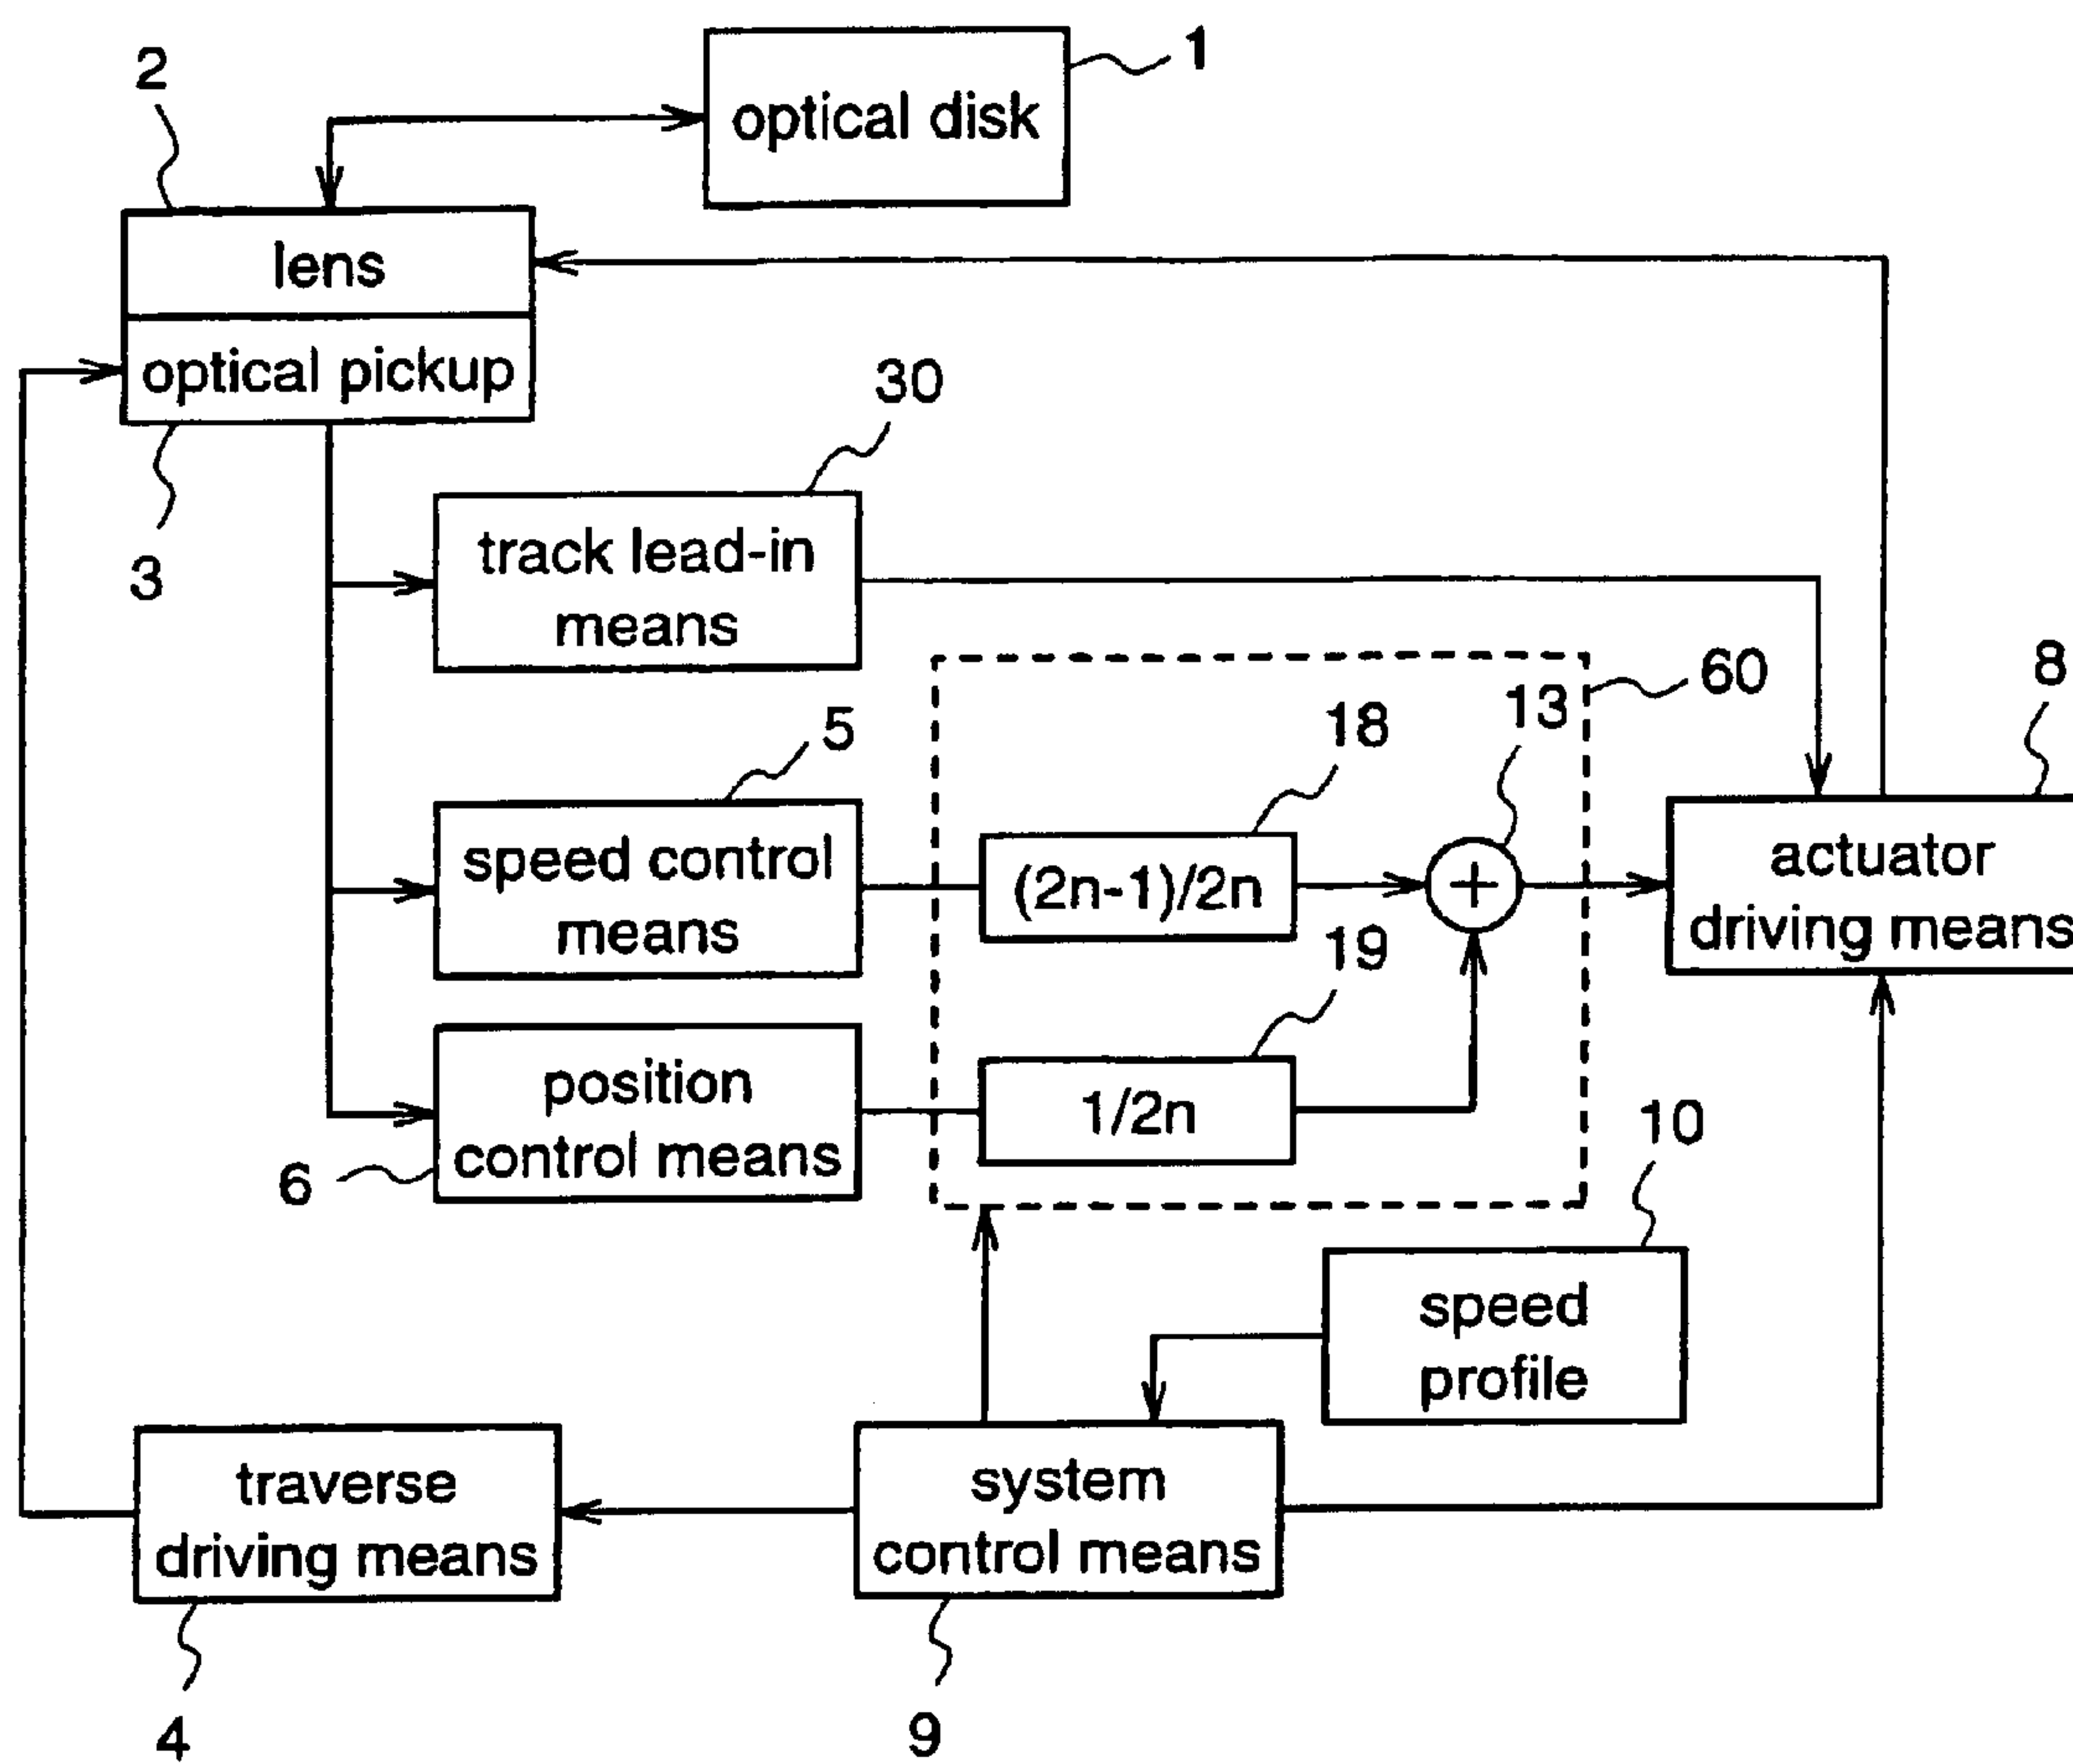 2
1
optical disk
lens
optical pickup
3
30
track lead-in
means
60
13
8
5
18
speed control
means
(2n-1)/2n
+
actuator
driving means
19
position
control means
6
1/2n
10
speed
profile
traverse
driving means
4
system
control means
9